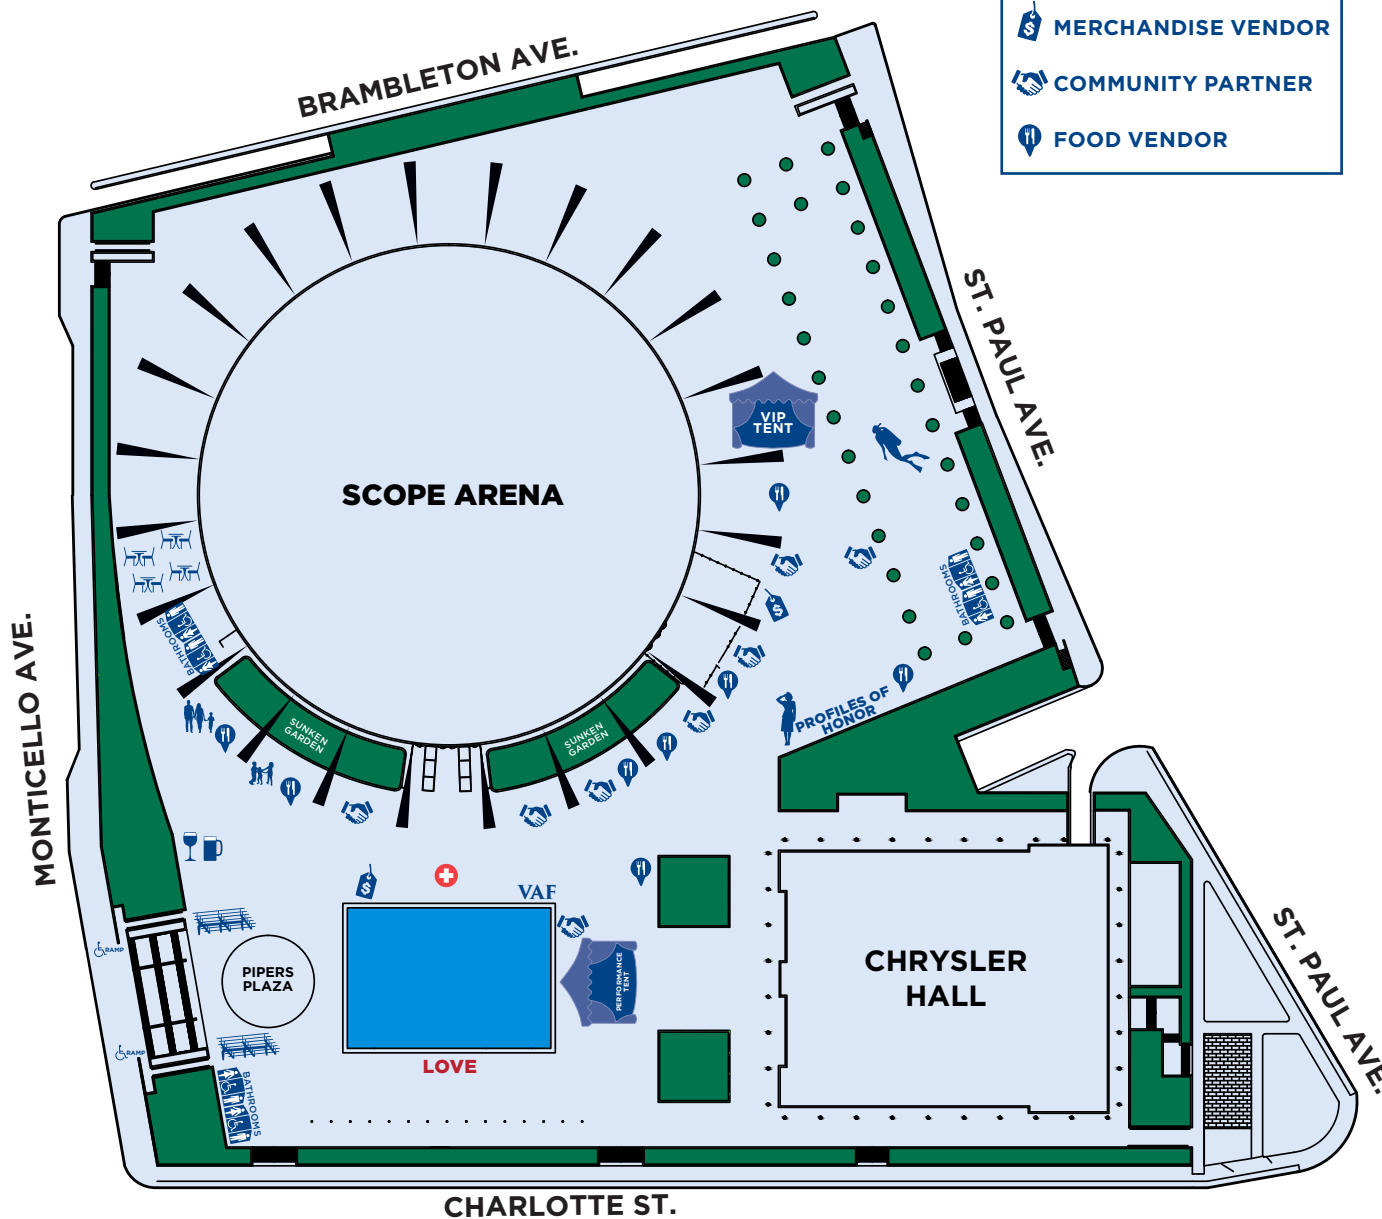 MERCHANDISE VENDOR
COMMUNITY PARTNER
FOOD VENDOR
BRAMBLETON AVE.
ST. PAUL AVE.
VIP
TENT
SCOPE ARENA
BATHROOMS
BATHROOMS
MONTICELLO AVE.
PROFILES OF
HONOR
SUNKEN
GARDEN
SUNKEN
GARDEN
VAF
RAMP
PIPERS
PLAZA
PERFORMANCE
TENT
CHRYSLER
HALL
ST. PAUL AVE.
RAMP
LOVE
BATHROOMS
CHARLOTTE ST.